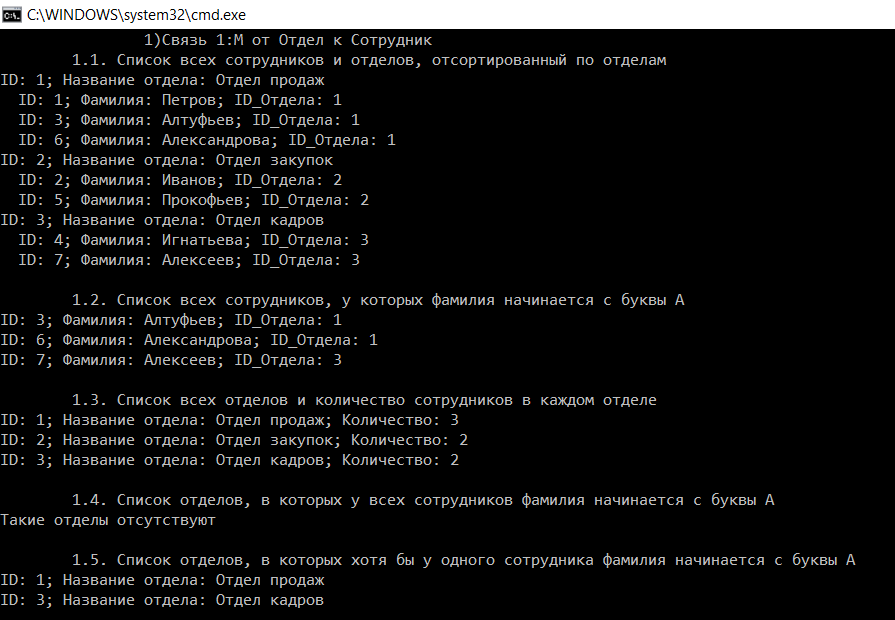 C:\WINDOWS\system32\cmd.exe
1)Связь 1:М от Отдел к Сотрудник
1.1. Список всех сотрудников и отделов, отсортированный по отделам
ID: 1; Название отдела: Отдел продаж
ID: 1; Фамилия: Петров; ID_Отдела: 1
ID: 3; Фамилия: Алтуфьев; ID_Отдела: 1
ID: 6; Фамилия: Александрова; ID_Отдела: 1
ID: 2; Название отдела: Отдел закупок
ID: 2; Фамилия: Иванов; ID_Отдела: 2
ID: 5; Фамилия: Прокофьев; ID_Отдела: 2
ID: 3; Название отдела: Отдел кадров
ID: 4; Фамилия: Игнатьева; ID_Отдела: 3
ID: 7; Фамилия: Алексеев; ID_Отдела: 3
1.2. Список всех сотрудников, у которых фамилия начинается с буквы А
ID: 3; Фамилия: Алтуфьев; ID_Отдела: 1
ID: 6; Фамилия: Александрова; ID_Отдела: 1
ID: 7; Фамилия: Алексеев; ID_Отдела: 3
1.3. Список всех отделов и количество сотрудников в каждом отделе
ID: 1; Название отдела: Отдел продаж; Количество: 3
ID: 2; Название отдела: Отдел закупок; Количество: 2
ID: 3; Название отдела: Отдел кадров; Количество: 2
1.4. Список отделов, в которых у всех сотрудников фамилия начинается с буквы А
Такие отделы отсутствуют
1.5. Список отделов, в которых хотя бы у одного сотрудника фамилия начинается с буквы А
ID: 1; Название отдела: Отдел продаж
ID: 3; Название отдела: Отдел кадров